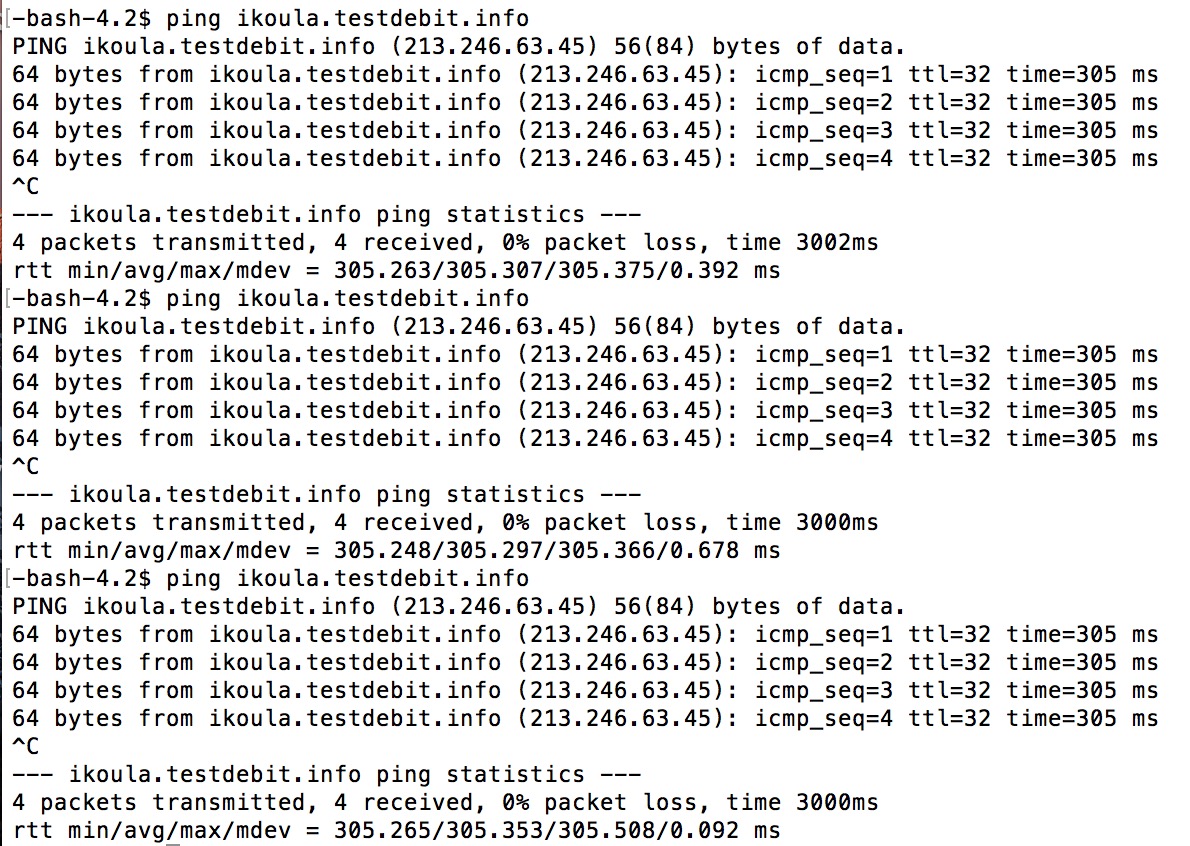 [-bash-4.2$ ping ikoula.testdebit.info
PING ikoula.testdebit.info (213.246.63.45) 56(84) bytes of data.
64 bytes from ikoula.testdebit.info (213.246.63.45): icmp_seq=1 ttl=32 time=305 ms
64 bytes from ikoula.testdebit.info (213.246.63.45): icmp_seq=2 ttl=32 time=305 ms
64 bytes from ikoula.testdebit.info (213.246.63.45): icmp_seq=3 ttl=32 time=305 ms
64 bytes from ikoula.testdebit.info (213.246.63.45): icmp_seq=4 ttl=32 time=305 ms
^C
--- ikoula.testdebit.info ping statistics ---
4 packets transmitted, 4 received, 0% packet loss, time 3002ms
rtt min/avg/max/mdev = 305.263/305.307/305.375/0.392 ms
[-bash-4.2$ ping ikoula.testdebit.info
PING ikoula.testdebit.info (213.246.63.45) 56(84) bytes of data.
64 bytes from ikoula.testdebit.info (213.246.63.45): icmp_seq=1 ttl=32 time=305 ms
64 bytes from ikoula.testdebit.info (213.246.63.45): icmp_seq=2 ttl=32 time=305 ms
64 bytes from ikoula.testdebit.info (213.246.63.45): icmp_seq=3 ttl=32 time=305 ms
64 bytes from ikoula.testdebit.info (213.246.63.45): icmp_seq=4 ttl=32 time=305 ms
^C
--- ikoula.testdebit.info ping statistics ---
4 packets transmitted, 4 received, 0% packet loss, time 3000ms
rtt min/avg/max/mdev = 305.248/305.297/305.366/0.678 ms
[-bash-4.2$ ping ikoula.testdebit.info
PING ikoula.testdebit.info (213.246.63.45) 56(84) bytes of data.
64 bytes from ikoula.testdebit.info (213.246.63.45): icmp_seq=1 ttl=32 time=305 ms
64 bytes from ikoula.testdebit.info (213.246.63.45): icmp_seq=2 ttl=32 time=305 ms
64 bytes from ikoula.testdebit.info (213.246.63.45): icmp_seq=3 ttl=32 time=305 ms
64 bytes from ikoula.testdebit.info (213.246.63.45): icmp_seq=4 ttl=32 time=305 ms
^C
--- ikoula.testdebit.info ping statistics ---
4 packets transmitted, 4 received, 0% packet loss, time 3000ms
rtt min/avg/max/mdev = 305.265/305.353/305.508/0.092 ms